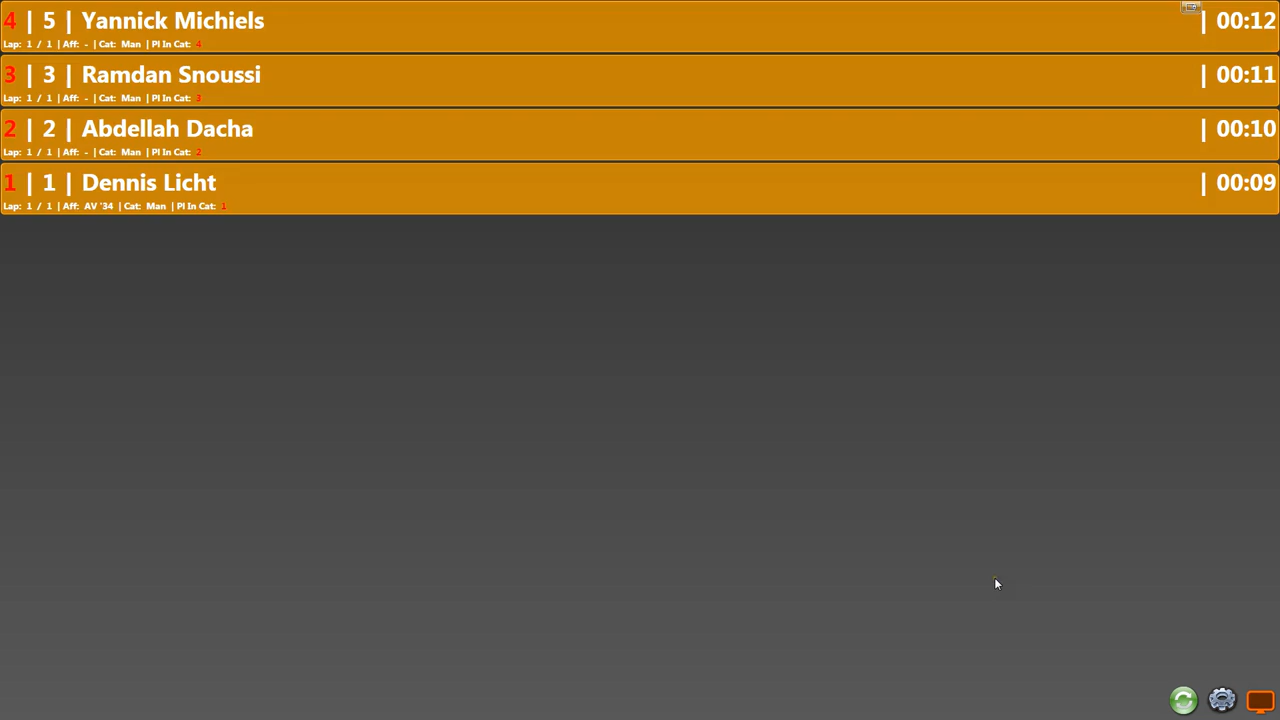 4 | 5 | Yannick Michiels | 00:12
Lap: 1 / 1 | Aff: - | Cat: Man | Pl In Cat: 4
3 | 3 | Ramdan Snoussi | 00:11
Lap: 1 / 1 | Aff: - | Cat: Man | Pl In Cat: 3
2 | 2 | Abdellah Dacha | 00:10
Lap: 1 / 1 | Aff: - | Cat: Man | Pl In Cat: 2
1 | 1 | Dennis Licht | 00:09
Lap: 1 / 1 | Aff: AV '34 | Cat: Man | Pl In Cat: 1